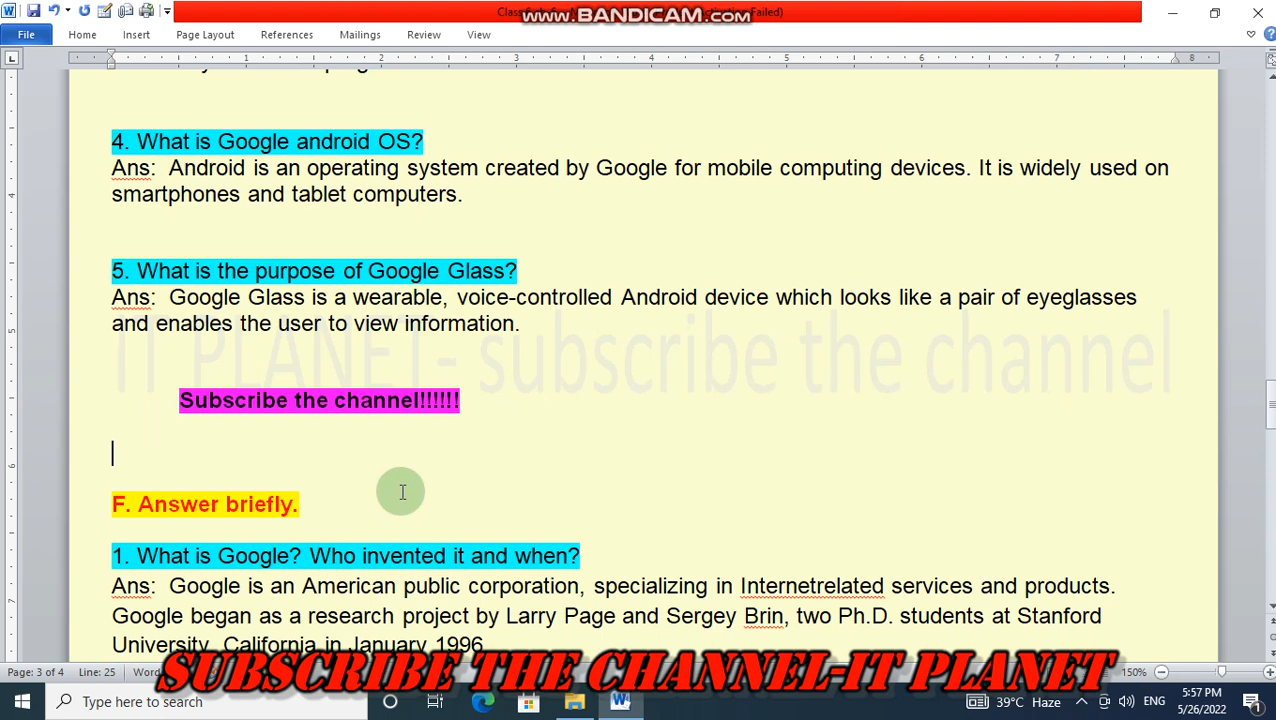 www.BANDICAM.com
File Home Insert Page Layout References Mailings Review View
4. What is Google android OS?
Ans: Android is an operating system created by Google for mobile computing devices. It is widely used on
smartphones and tablet computers.
5. What is the purpose of Google Glass?
Ans: Google Glass is a wearable, voice-controlled Android device which looks like a pair of eyeglasses
and enables the user to view information.
IT PLANET- subscribe the channel
Subscribe the channel!!!!!!
F. Answer briefly.
1. What is Google? Who invented it and when?
Ans: Google is an American public corporation, specializing in Internetrelated services and products.
Google began as a research project by Larry Page and Sergey Brin, two Ph.D. students at Stanford
University, California in January 1996
Page: 3 of 4 Line: 25 150%
SUBSCRIBE THE CHANNEL-IT PLANET
Type here to search 39°C Haze ENG 5:57 PM
5/26/2022